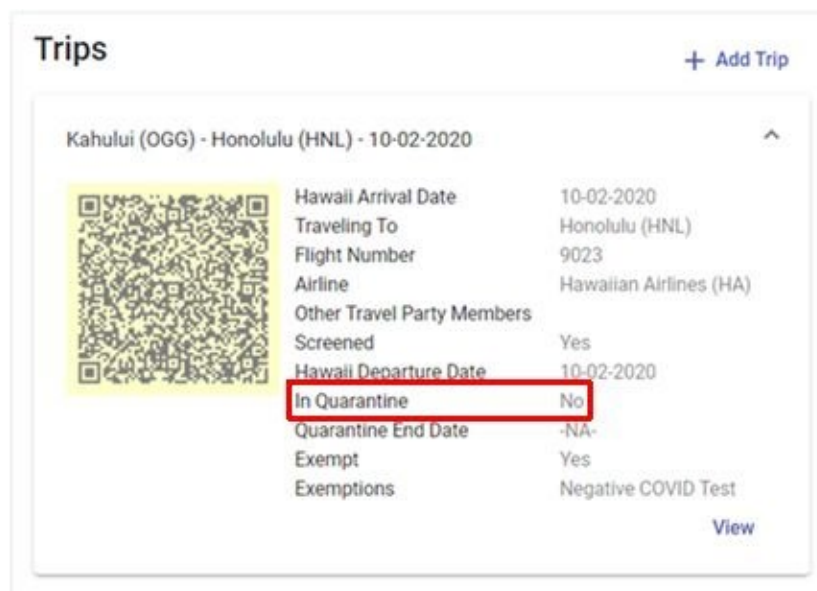 Trips
+ Add Trip
Kahului (OGG) - Honolulu (HNL) - 10-02-2020
Hawaii Arrival Date 10-02-2020
Traveling To Honolulu (HNL)
Flight Number 9023
Airline Hawaiian Airlines (HA)
Other Travel Party Members
Screened Yes
Hawaii Departure Date 10-02-2020
In Quarantine No
Quarantine End Date -NA-
Exempt Yes
Exemptions Negative COVID Test
View